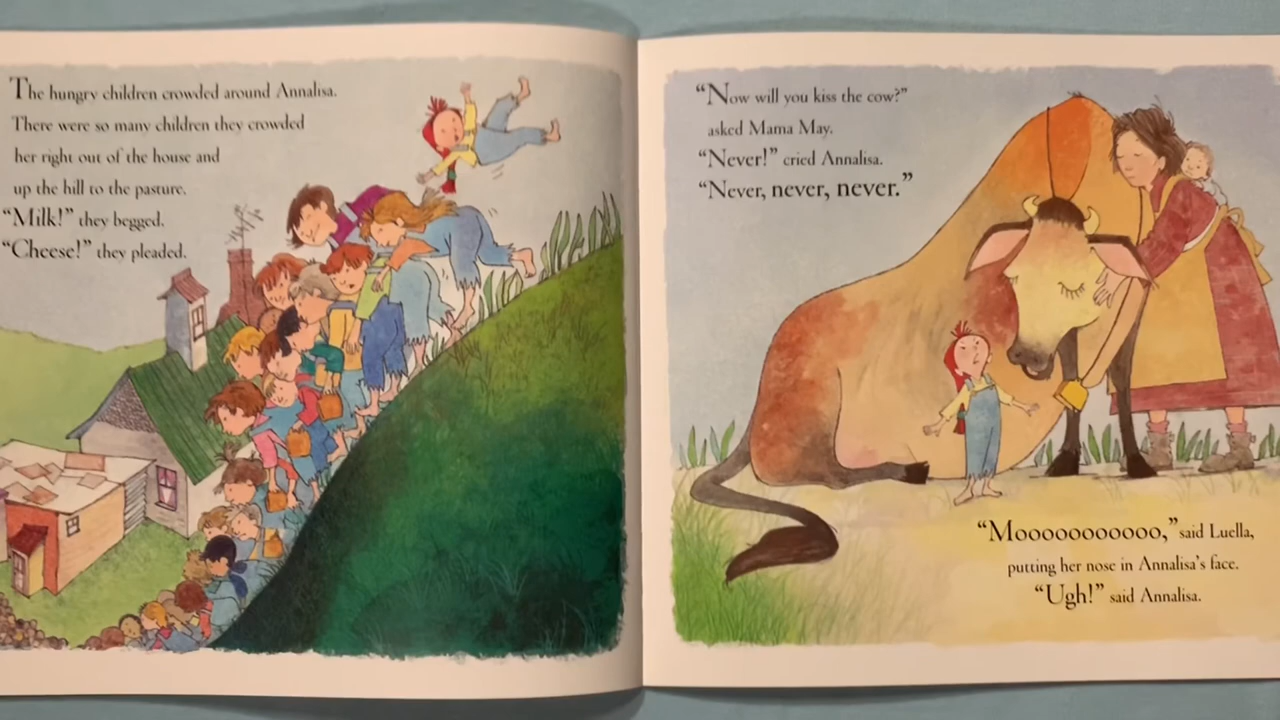 The hungry children crowded around Annalisa.
There were so many children they crowded
her right out of the house and
up the hill to the pasture.
“Milk!” they begged.
“Cheese!” they pleaded.
“Now will you kiss the cow?”
asked Mama May.
“Never!” cried Annalisa.
“Never, never, never.”
“Mooooooooooo,” said Luella,
putting her nose in Annalisa’s face.
“Ugh!” said Annalisa.